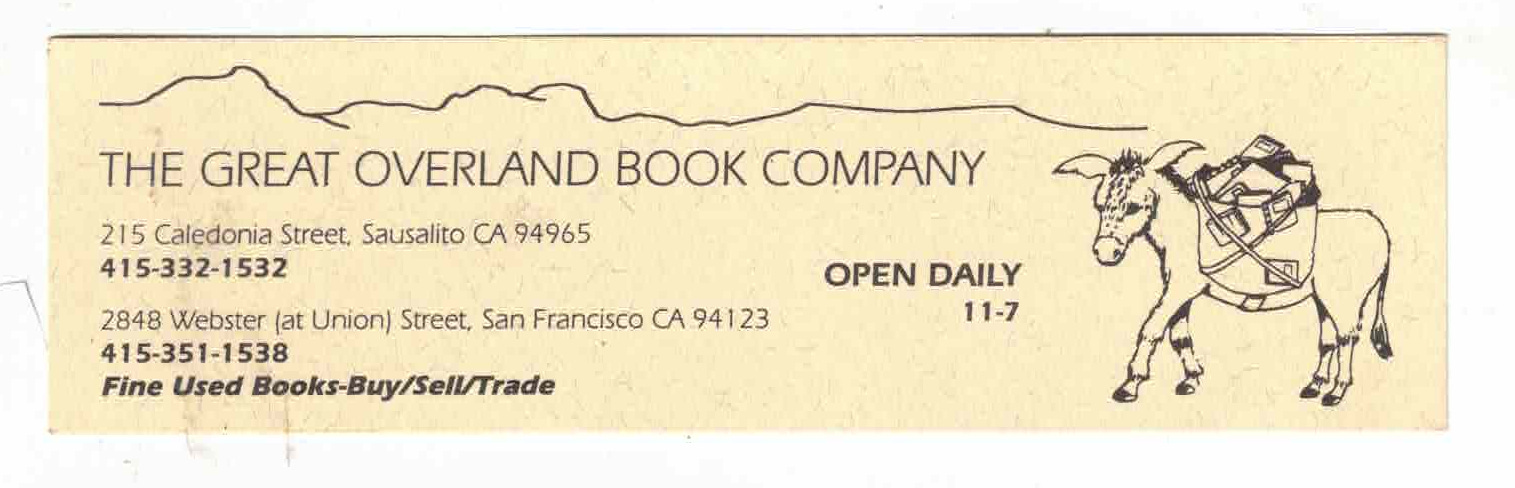 THE GREAT OVERLAND BOOK COMPANY
215 Caledonia Street, Sausalito CA 94965
415-332-1532
2848 Webster (at Union) Street, San Francisco CA 94123
415-351-1538
Fine Used Books-Buy/Sell/Trade
OPEN DAILY
11-7